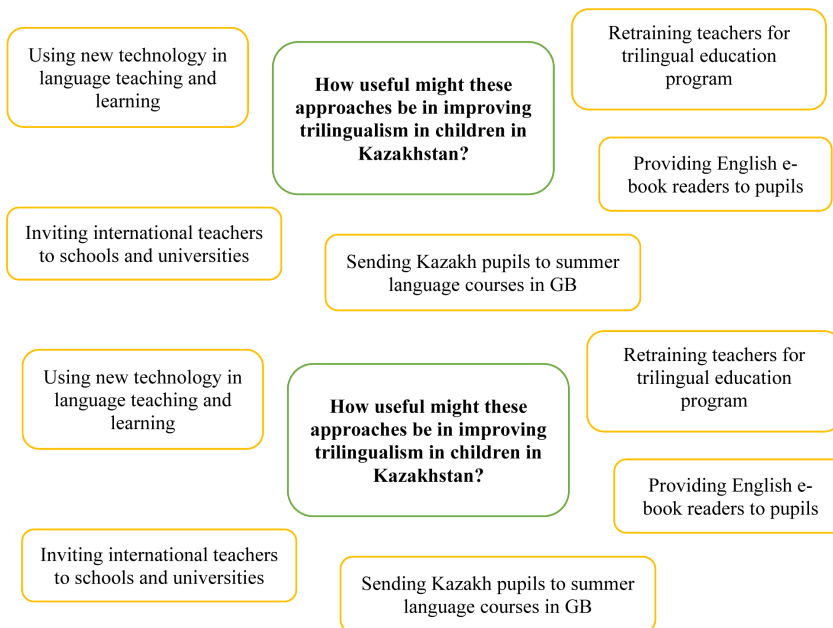 Using new technology in
language teaching and
learning
How useful might these
approaches be in improving
trilingualism in children in
Kazakhstan?
Retraining teachers for
trilingual education
program
Providing English e-
book readers to pupils
Inviting international teachers
to schools and universities
Sending Kazakh pupils to summer
language courses in GB
Using new technology in
language teaching and
learning
How useful might these
approaches be in improving
trilingualism in children in
Kazakhstan?
Retraining teachers for
trilingual education
program
Providing English e-
book readers to pupils
Inviting international teachers
to schools and universities
Sending Kazakh pupils to summer
language courses in GB